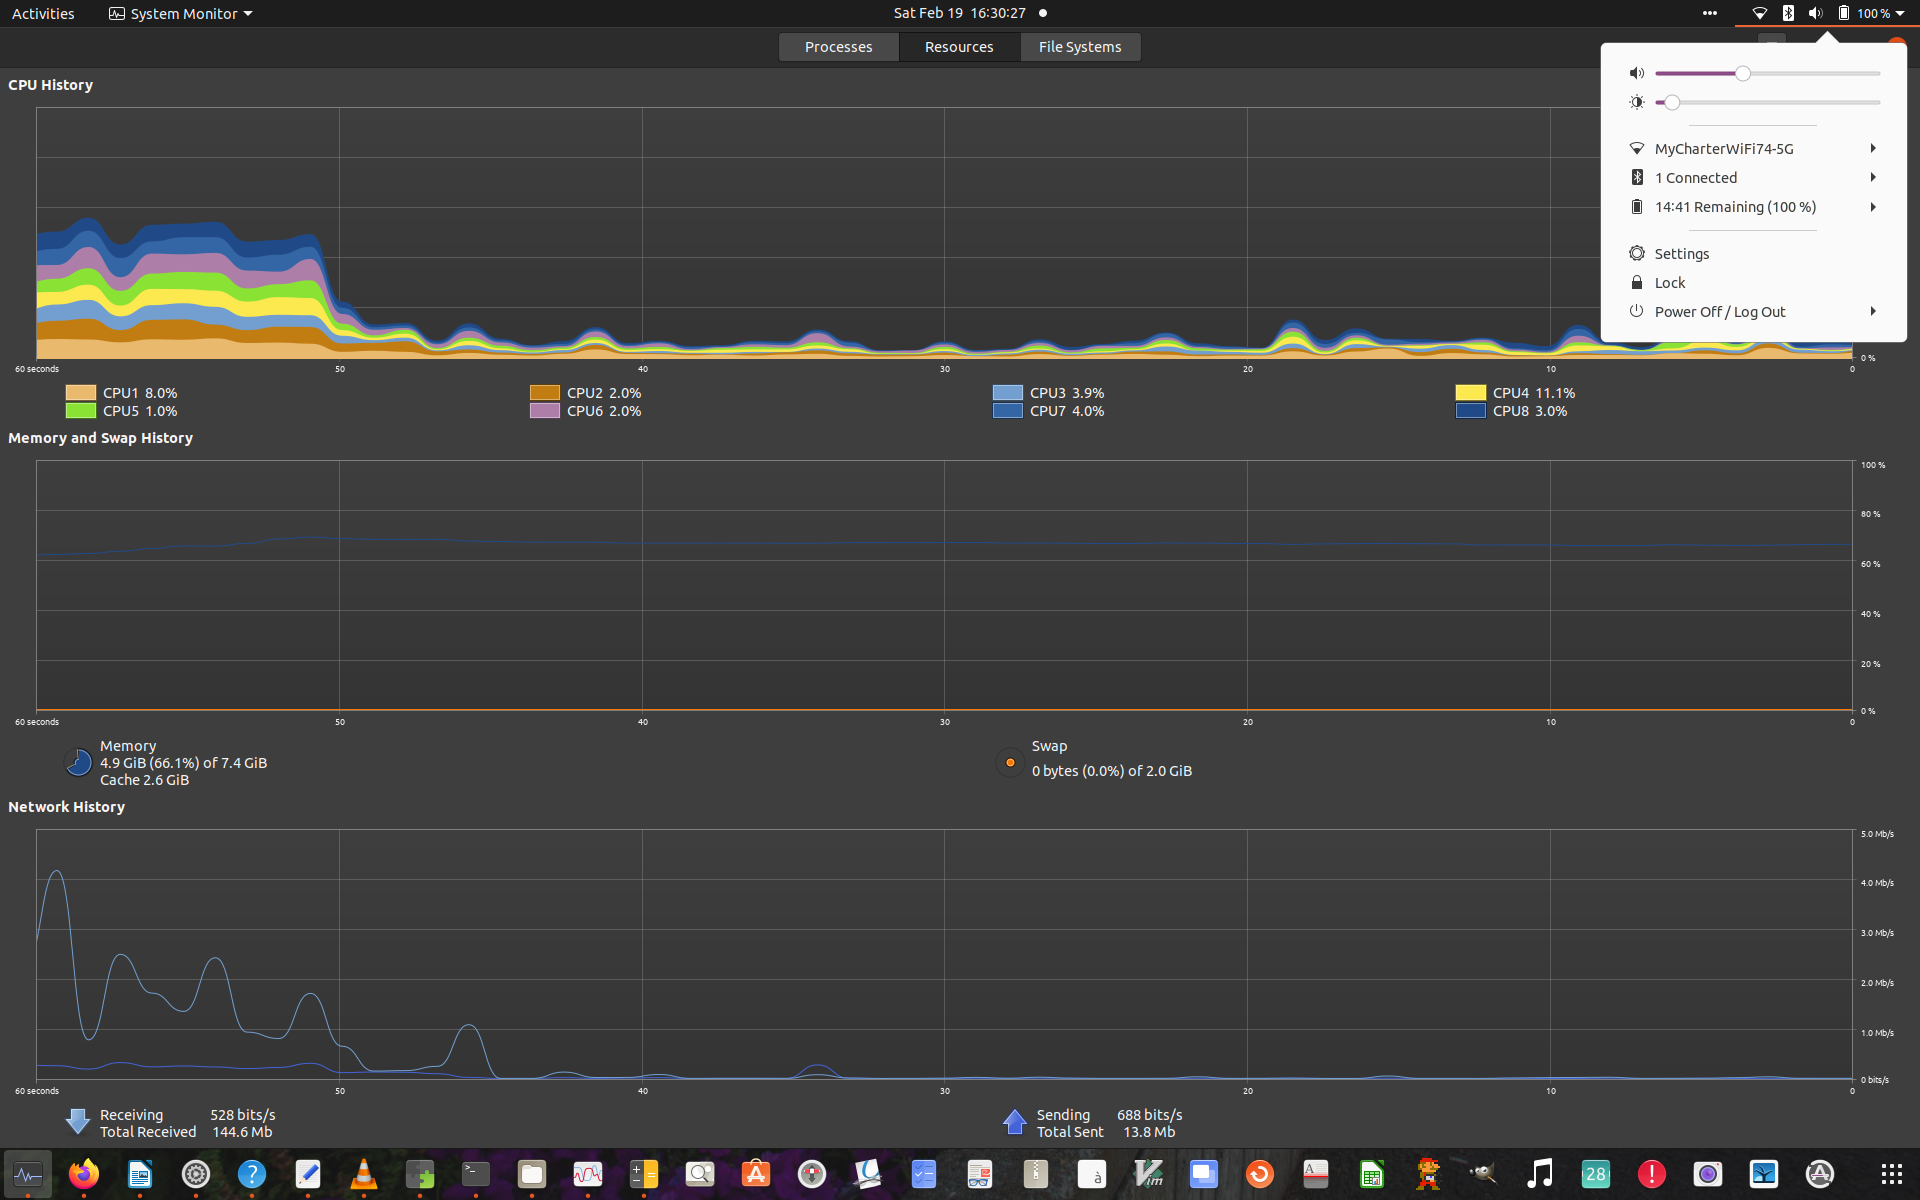 Activities
System Monitor
Sat Feb 19 16:30:27
100 %
Processes
Resources
File Systems
MyCharterWiFi74-5G
1 Connected
14:41 Remaining (100 %)
Settings
Lock
Power Off / Log Out
CPU History
0 %
60 seconds 50 40 30 20 10 0
CPU1 8.0% CPU2 2.0% CPU3 3.9% CPU4 11.1%
CPU5 1.0% CPU6 2.0% CPU7 4.0% CPU8 3.0%
Memory and Swap History
100 %
80 %
60 %
40 %
20 %
0 %
60 seconds 50 40 30 20 10 0
Memory
4.9 GiB (66.1%) of 7.4 GiB
Cache 2.6 GiB
Swap
0 bytes (0.0%) of 2.0 GiB
Network History
5.0 Mb/s
4.0 Mb/s
3.0 Mb/s
2.0 Mb/s
1.0 Mb/s
0 bits/s
60 seconds 50 40 30 20 10 0
Receiving 528 bits/s
Total Received 144.6 Mb
Sending 688 bits/s
Total Sent 13.8 Mb
?
>_
à
Vim
A
28
!